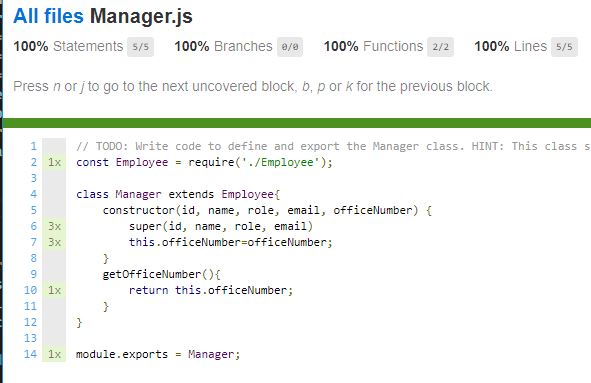 All files Manager.js
100% Statements 5/5 100% Branches 0/0 100% Functions 2/2 100% Lines 5/5
Press n or j to go to the next uncovered block, b, p or k for the previous block.
1 // TODO: Write code to define and export the Manager class. HINT: This class s
2 1x const Employee = require('./Employee');
3
4 class Manager extends Employee{
5 constructor(id, name, role, email, officeNumber) {
6 3x super(id, name, role, email)
7 3x this.officeNumber=officeNumber;
8 }
9 getOfficeNumber(){
10 1x return this.officeNumber;
11 }
12 }
13
14 1x module.exports = Manager;